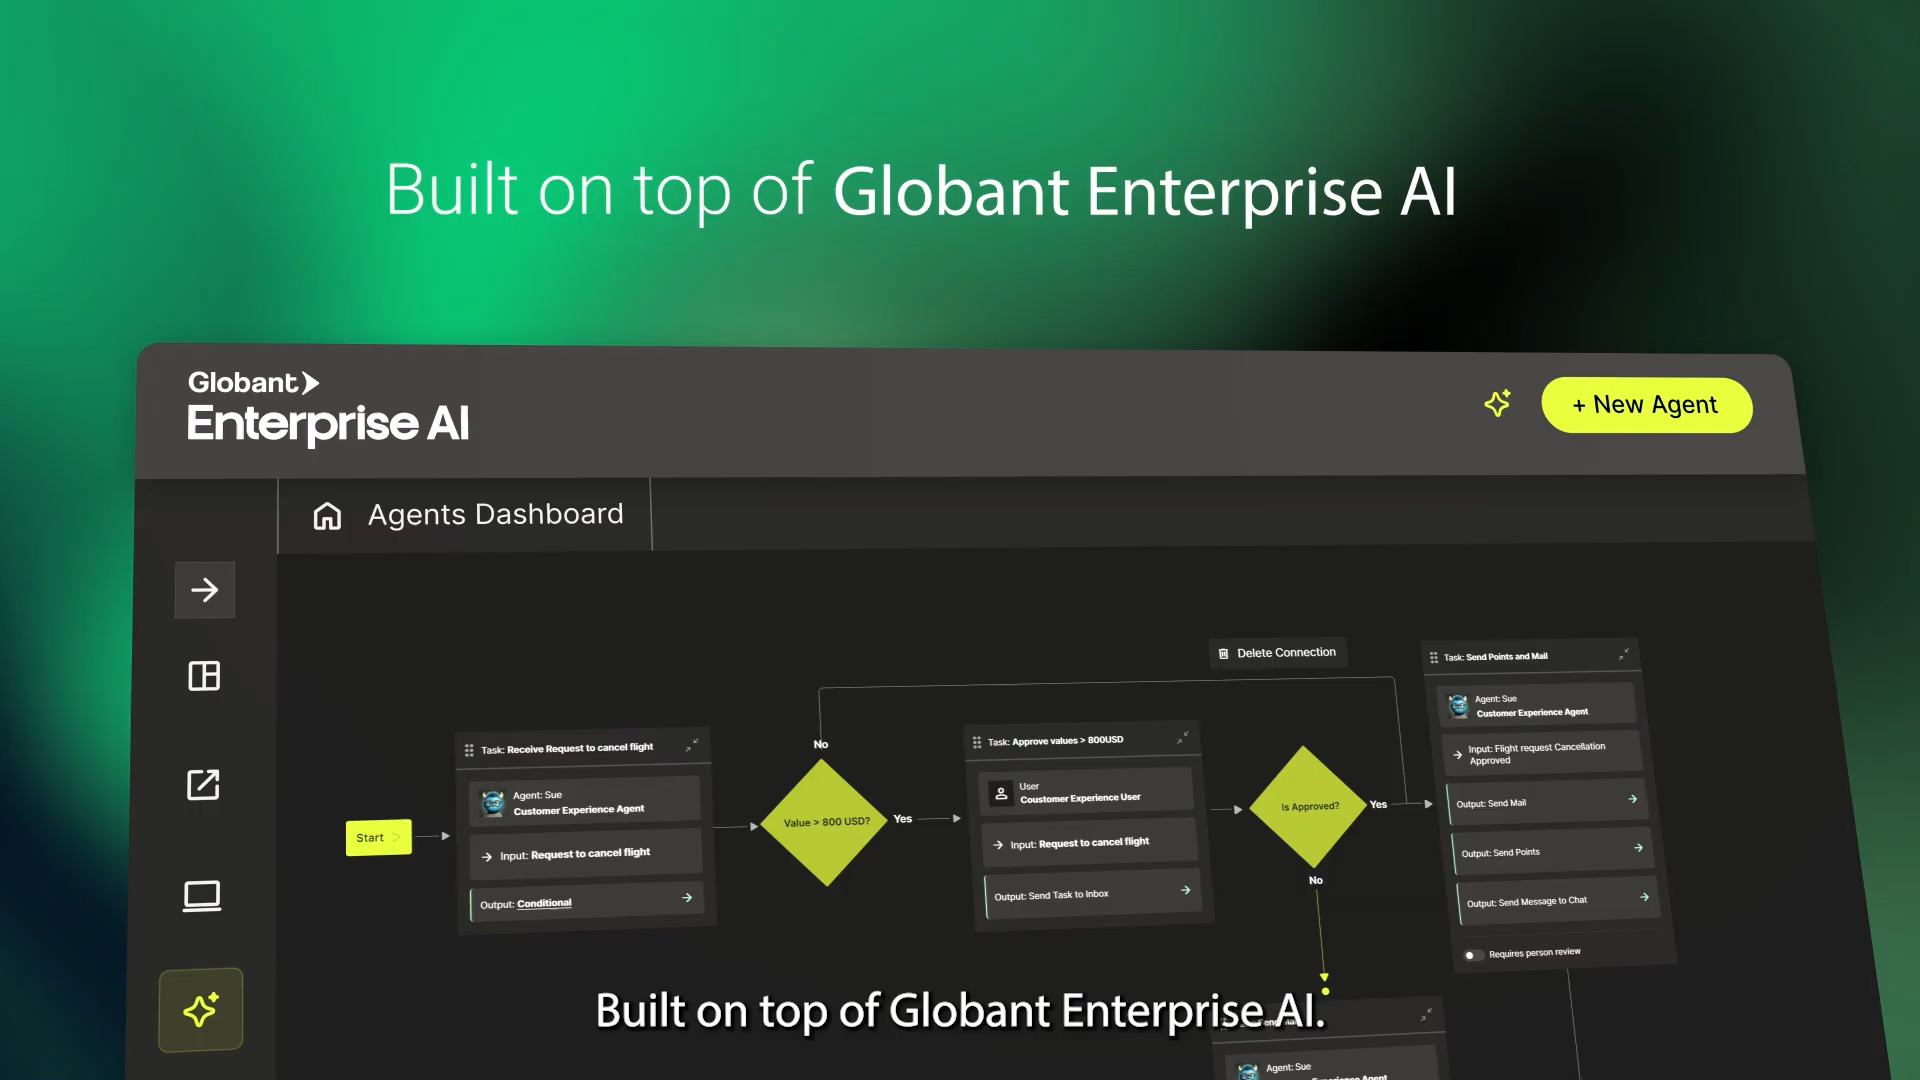 Built on top of Globant Enterprise AI
Globant
Enterprise AI
+ New Agent
Agents Dashboard
Delete Connection
Start
Task: Receive Request to cancel flight
Agent: Sue
Customer Experience Agent
Input: Request to cancel flight
Output: Conditional
No
Value > 800 USD?
Yes
Task: Approve values > 800USD
User
Coustomer Experience User
Input: Request to cancel flight
Output: Send Task to Inbox
Is Approved?
Yes
No
Task: Send Points and Mail
Agent: Sue
Customer Experience Agent
Input: Flight request Cancellation
Approved
Output: Send Mail
Output: Send Points
Output: Send Message to Chat
Requires person review
Built on top of Globant Enterprise AI.
Agent: Sue
Experience Agent